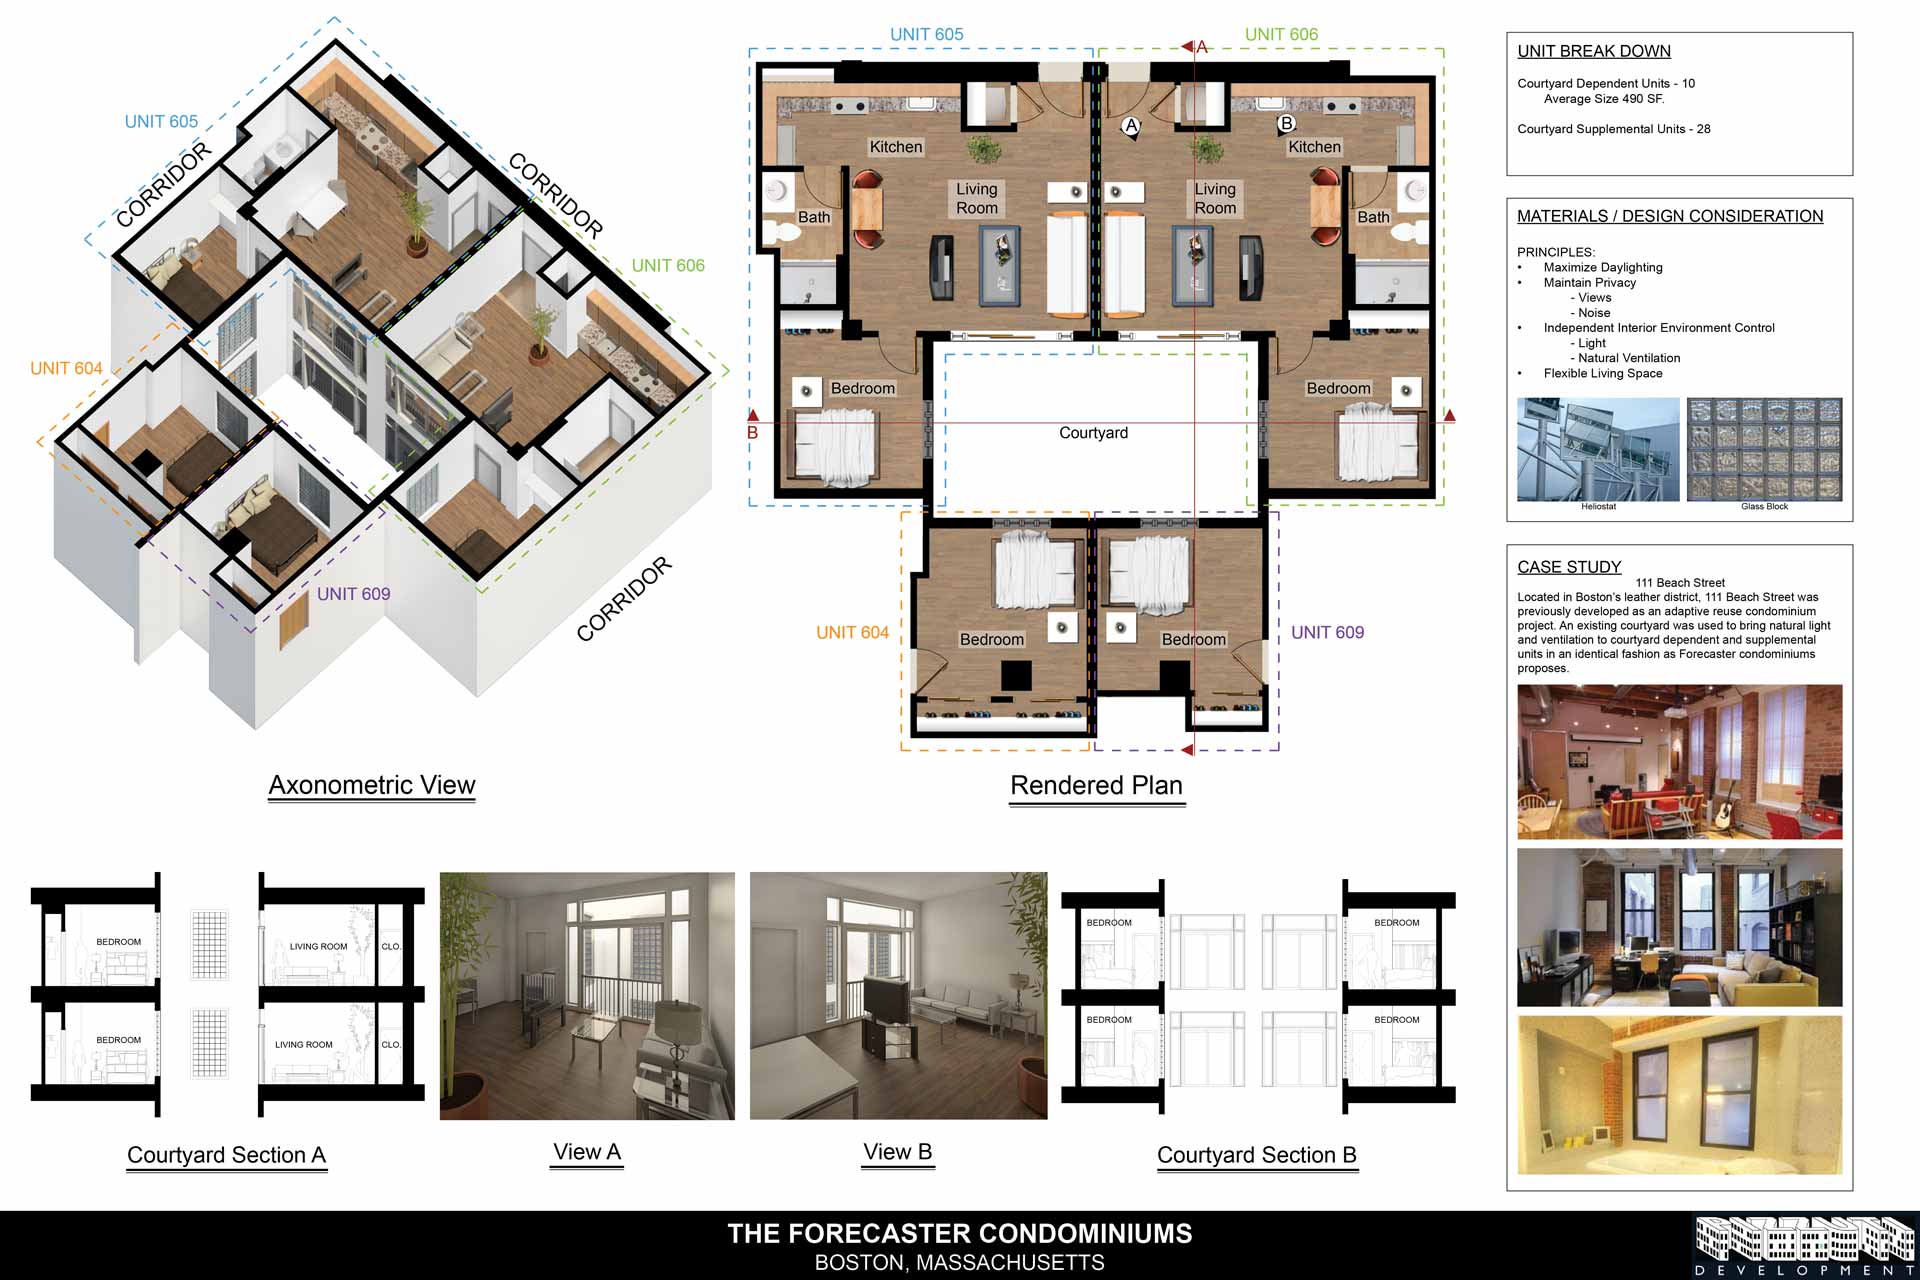 UNIT 605
UNIT 606
UNIT 604
UNIT 609
CORRIDOR
CORRIDOR
CORRIDOR
Axonometric View
UNIT 605
UNIT 606
A
A
B
Kitchen
Kitchen
Living
Room
Living
Room
Bath
Bath
Bedroom
Bedroom
B
Courtyard
UNIT 604
UNIT 609
Bedroom
Bedroom
Rendered Plan
UNIT BREAK DOWN
Courtyard Dependent Units - 10
Average Size 490 SF.
Courtyard Supplemental Units - 28
MATERIALS / DESIGN CONSIDERATION
PRINCIPLES:
• Maximize Daylighting
• Maintain Privacy
- Views
- Noise
• Independent Interior Environment Control
- Light
- Natural Ventilation
• Flexible Living Space
Heliostat
Glass Block
CASE STUDY
111 Beach Street
Located in Boston's leather district, 111 Beach Street was
previously developed as an adaptive reuse condominium
project. An existing courtyard was used to bring natural light
and ventilation to courtyard dependent and supplemental
units in an identical fashion as Forecaster condominiums
proposes.
BEDROOM
LIVING ROOM
CLO.
BEDROOM
LIVING ROOM
CLO.
Courtyard Section A
View A
View B
BEDROOM
BEDROOM
BEDROOM
BEDROOM
Courtyard Section B
THE FORECASTER CONDOMINIUMS
BOSTON, MASSACHUSETTS
DEVELOPMENT